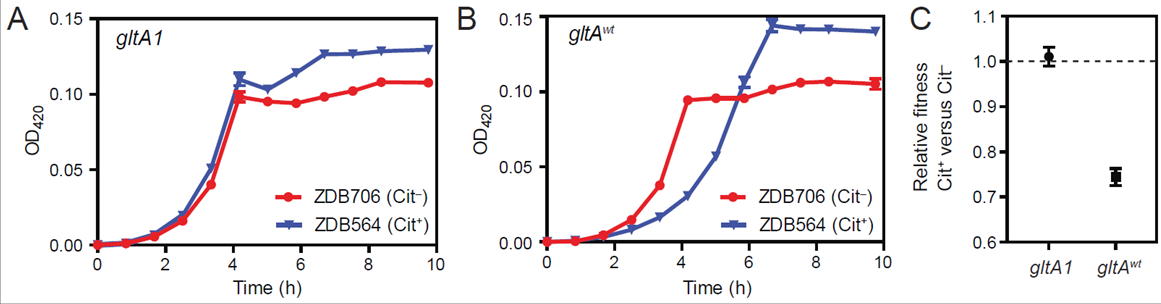 A
gltA1
OD420
0.15
0.10
0.05
0.00
ZDB706 (Cit–)
ZDB564 (Cit+)
0 2 4 6 8 10
Time (h)
B
gltAwt
OD420
0.15
0.10
0.05
0.00
ZDB706 (Cit–)
ZDB564 (Cit+)
0 2 4 6 8 10
Time (h)
C
Relative fitness
Cit+ versus Cit–
1.1
1.0
0.9
0.8
0.7
0.6
gltA1 gltAwt